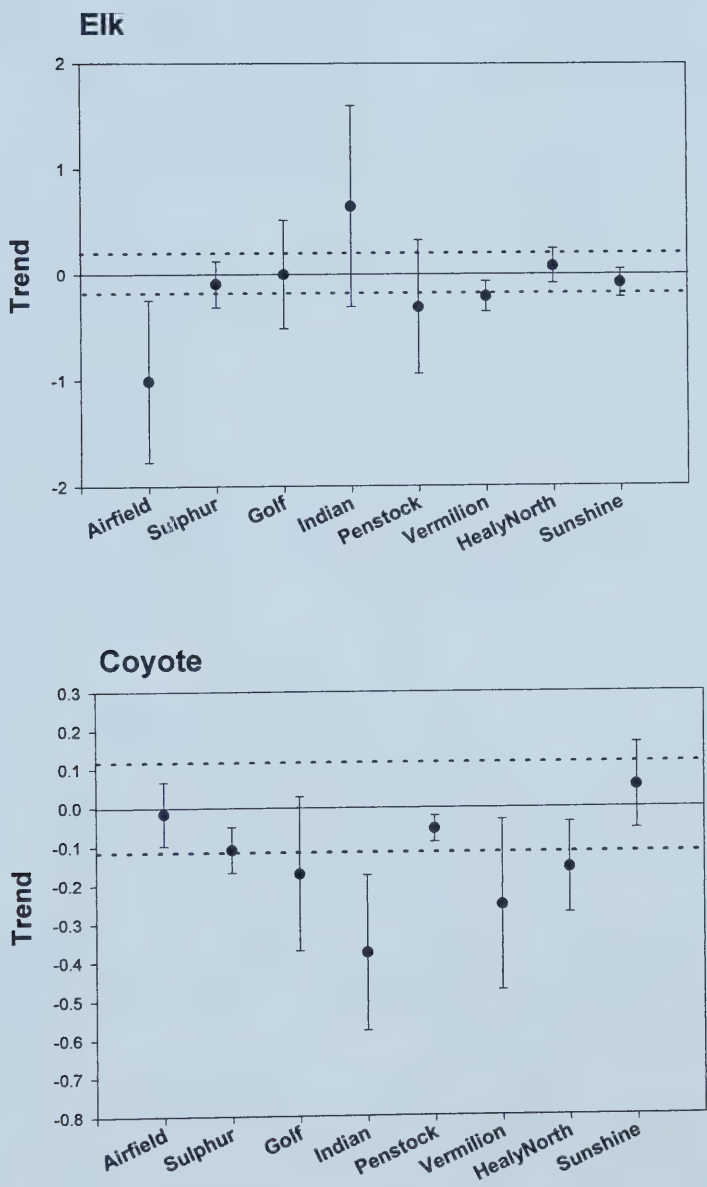 Elk
2
1
0
-1
-2
Trend
Airfield
Sulphur
Golf
Indian
Penstock
Vermilion
HealyNorth
Sunshine
Coyote
0.3
0.2
0.1
0.0
-0.1
-0.2
-0.3
-0.4
-0.5
-0.6
-0.7
-0.8
Trend
Airfield
Sulphur
Golf
Indian
Penstock
Vermilion
HealyNorth
Sunshine